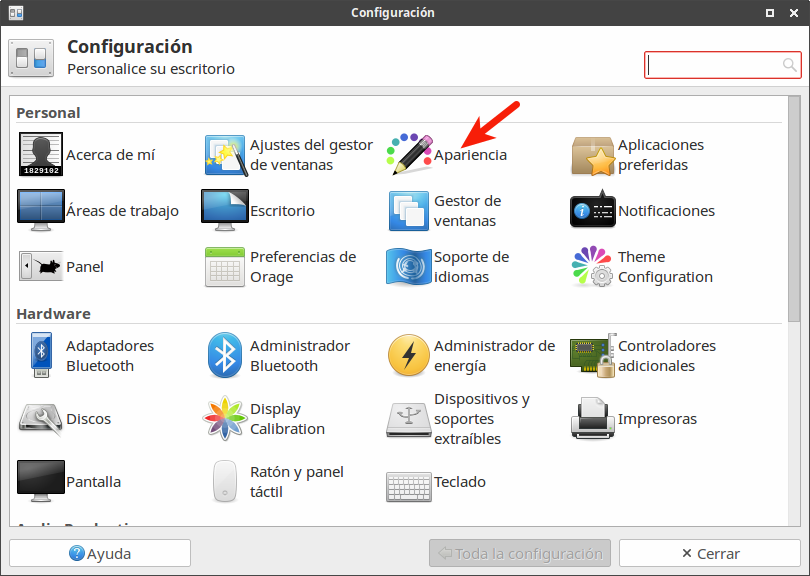 Configuración
Configuración
Personalice su escritorio
Personal
Acerca de mí
Ajustes del gestor
de ventanas
Apariencia
Aplicaciones
preferidas
Áreas de trabajo
Escritorio
Gestor de
ventanas
Notificaciones
Panel
Preferencias de
Orage
Soporte de
idiomas
Theme
Configuration
Hardware
Adaptadores
Bluetooth
Administrador
Bluetooth
Administrador de
energía
Controladores
adicionales
Discos
Display
Calibration
Dispositivos y
soportes
extraíbles
Impresoras
Pantalla
Ratón y panel
táctil
Teclado
Ayuda
Toda la configuración
Cerrar
1829102